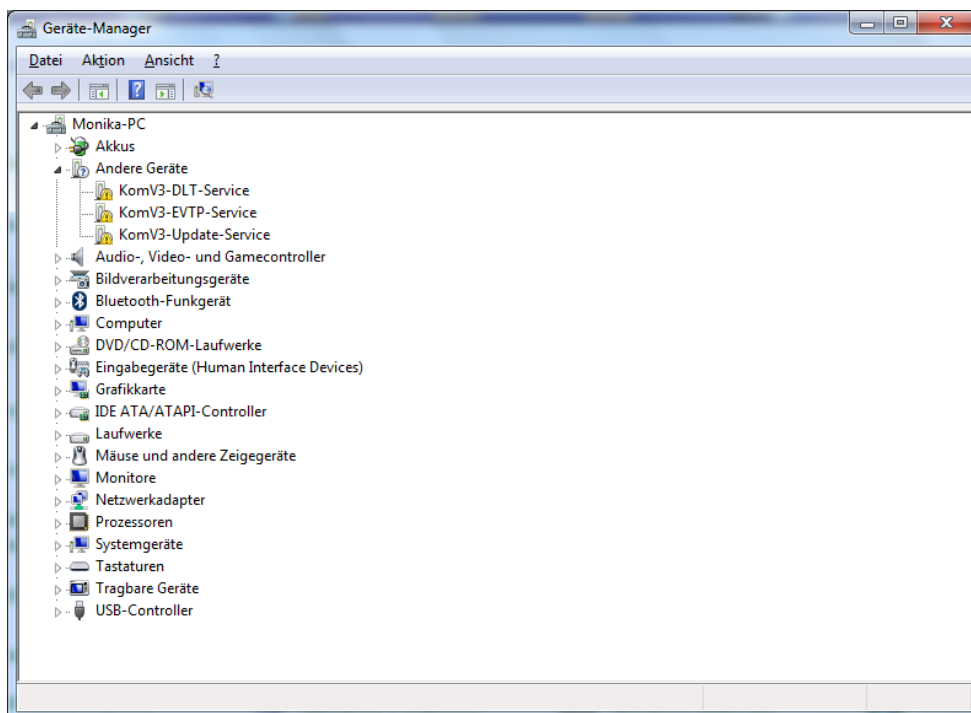 Geräte-Manager
Datei Aktion Ansicht ?
Monika-PC
Akkus
Andere Geräte
KomV3-DLT-Service
KomV3-EVTP-Service
KomV3-Update-Service
Audio-, Video- und Gamecontroller
Bildverarbeitungsgeräte
Bluetooth-Funkgerät
Computer
DVD/CD-ROM-Laufwerke
Eingabegeräte (Human Interface Devices)
Grafikkarte
IDE ATA/ATAPI-Controller
Laufwerke
Mäuse und andere Zeigegeräte
Monitore
Netzwerkadapter
Prozessoren
Systemgeräte
Tastaturen
Tragbare Geräte
USB-Controller